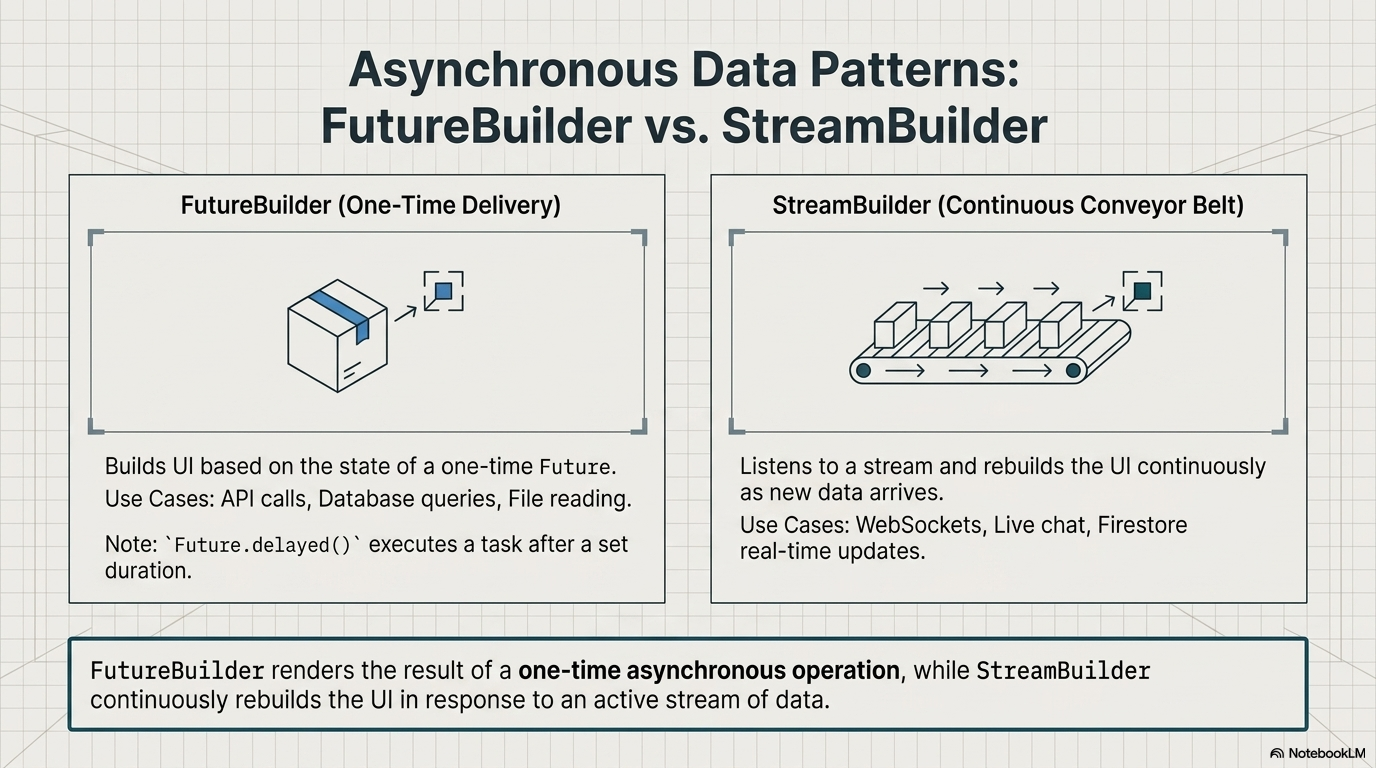 Asynchronous Data Patterns:
FutureBuilder vs. StreamBuilder
FutureBuilder (One-Time Delivery)
Builds UI based on the state of a one-time Future.
Use Cases: API calls, Database queries, File reading.
Note: `Future.delayed()` executes a task after a set
duration.
StreamBuilder (Continuous Conveyor Belt)
Listens to a stream and rebuilds the UI continuously
as new data arrives.
Use Cases: WebSockets, Live chat, Firestore
real-time updates.
FutureBuilder renders the result of a one-time asynchronous operation, while StreamBuilder
continuously rebuilds the UI in response to an active stream of data.
NotebookLM